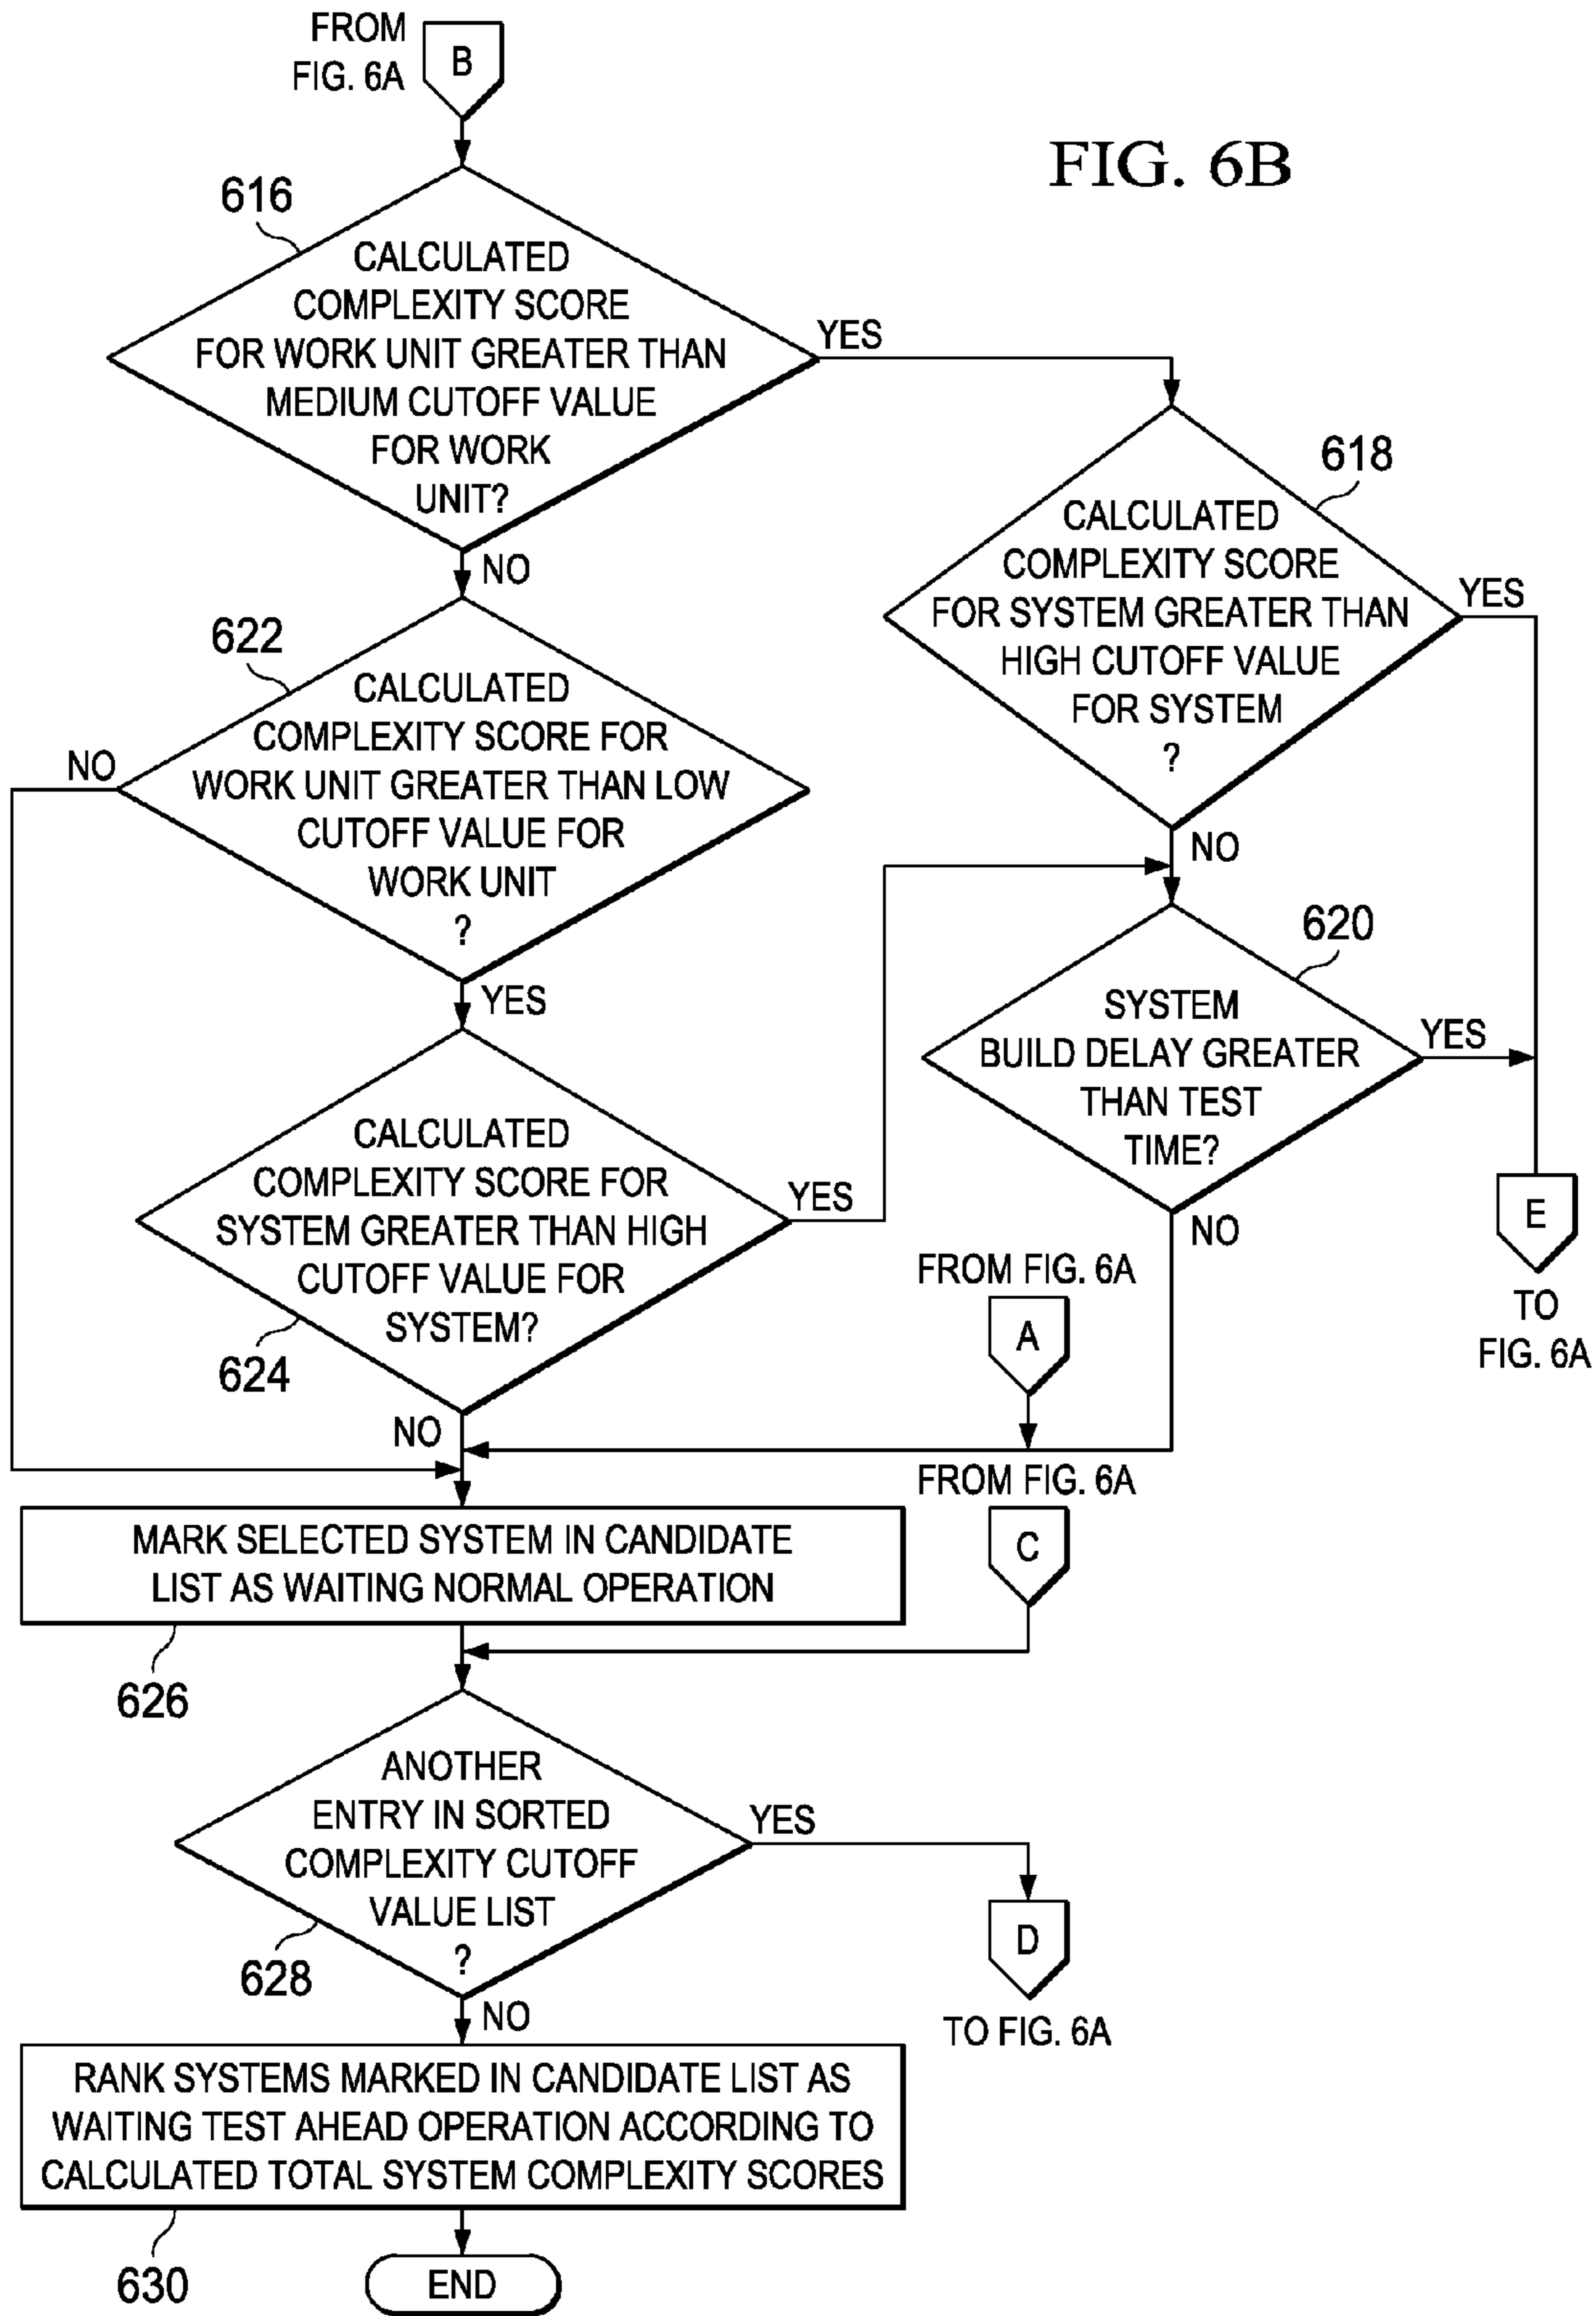 FROM
FIG. 6A
B
FIG. 6B
616
CALCULATED
COMPLEXITY SCORE
FOR WORK UNIT GREATER THAN
MEDIUM CUTOFF VALUE
FOR WORK
UNIT?
YES
NO
618
CALCULATED
COMPLEXITY SCORE
FOR SYSTEM GREATER THAN
HIGH CUTOFF VALUE
FOR SYSTEM
?
YES
NO
622
CALCULATED
COMPLEXITY SCORE FOR
WORK UNIT GREATER THAN LOW
CUTOFF VALUE FOR
WORK UNIT
?
NO
YES
620
SYSTEM
BUILD DELAY GREATER
THAN TEST
TIME?
YES
NO
E
TO
FIG. 6A
CALCULATED
COMPLEXITY SCORE FOR
SYSTEM GREATER THAN HIGH
CUTOFF VALUE FOR
SYSTEM?
YES
624
NO
FROM FIG. 6A
A
FROM FIG. 6A
C
MARK SELECTED SYSTEM IN CANDIDATE
LIST AS WAITING NORMAL OPERATION
626
ANOTHER
ENTRY IN SORTED
COMPLEXITY CUTOFF
VALUE LIST
?
YES
628
NO
D
TO FIG. 6A
RANK SYSTEMS MARKED IN CANDIDATE LIST AS
WAITING TEST AHEAD OPERATION ACCORDING TO
CALCULATED TOTAL SYSTEM COMPLEXITY SCORES
630
END